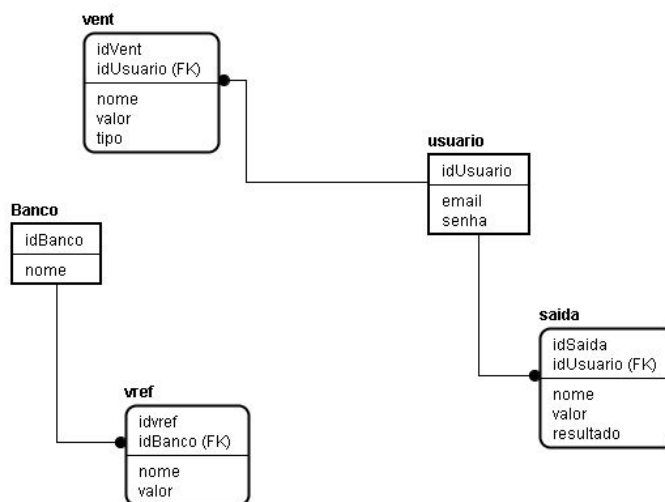 vent
idVent
idUsuario (FK)
nome
valor
tipo
usuario
idUsuario
email
senha
Banco
idBanco
nome
saida
idSaida
idUsuario (FK)
nome
valor
resultado
vref
idvref
idBanco (FK)
nome
valor